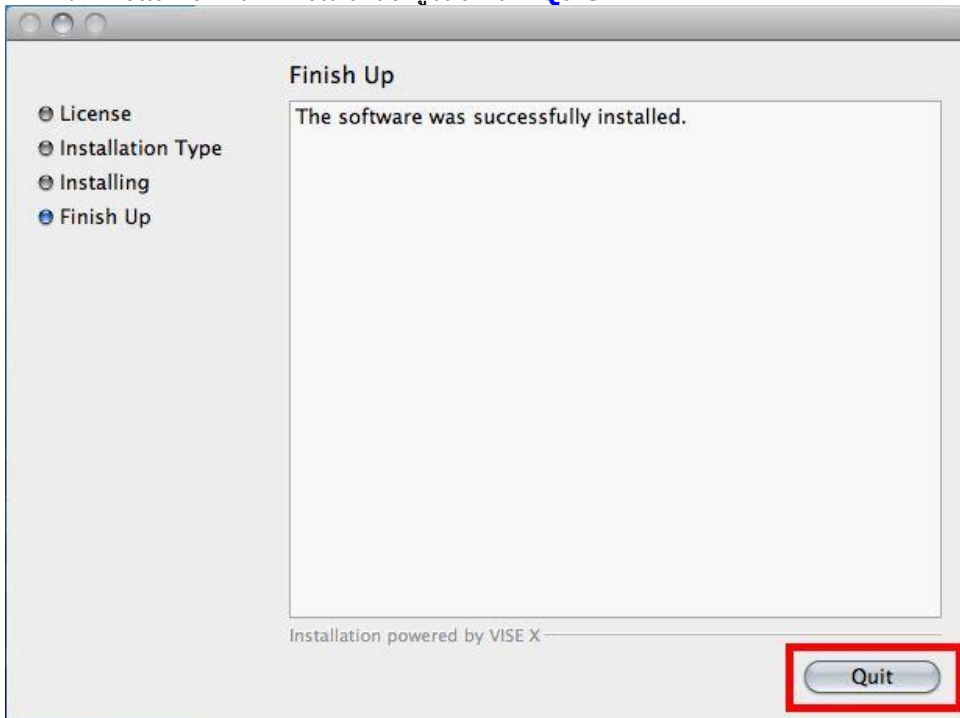 Finish Up
License
The software was successfully installed.
Installation Type
Installing
Finish Up
Installation powered by VISE X
Quit